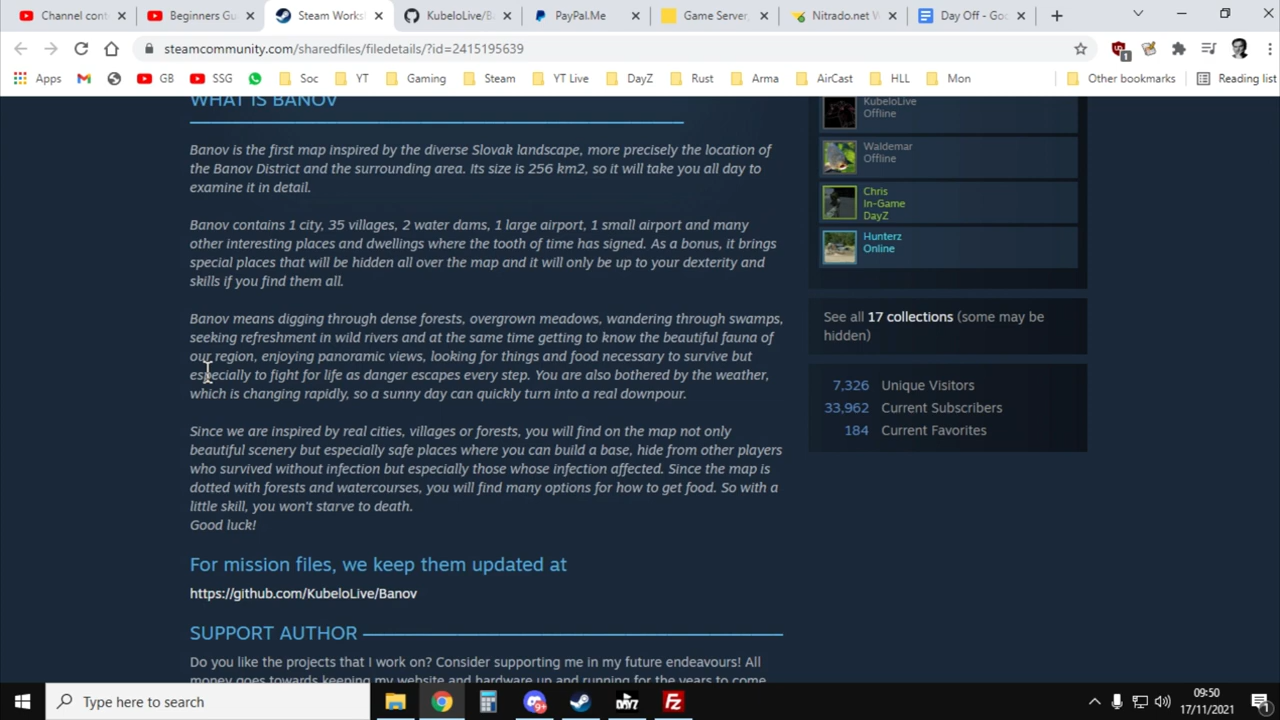 Channel cont
Beginners Gu
Steam Works
KubeloLive/B
PayPal.Me
Game Server,
Nitrado.net W
Day Off - Goo
steamcommunity.com/sharedfiles/filedetails/?id=2415195639
1
Apps
GB
SSG
Soc
YT
Gaming
Steam
YT Live
DayZ
Rust
Arma
AirCast
HLL
Mon
Other bookmarks
Reading list
WHAT IS BANOV
Banov is the first map inspired by the diverse Slovak landscape, more precisely the location of
the Banov District and the surrounding area. Its size is 256 km2, so it will take you all day to
examine it in detail.
Banov contains 1 city, 35 villages, 2 water dams, 1 large airport, 1 small airport and many
other interesting places and dwellings where the tooth of time has signed. As a bonus, it brings
special places that will be hidden all over the map and it will only be up to your dexterity and
skills if you find them all.
Banov means digging through dense forests, overgrown meadows, wandering through swamps,
seeking refreshment in wild rivers and at the same time getting to know the beautiful fauna of
our region, enjoying panoramic views, looking for things and food necessary to survive but
especially to fight for life as danger escapes every step. You are also bothered by the weather,
which is changing rapidly, so a sunny day can quickly turn into a real downpour.
Since we are inspired by real cities, villages or forests, you will find on the map not only
beautiful scenery but especially safe places where you can build a base, hide from other players
who survived without infection but especially those whose infection affected. Since the map is
dotted with forests and watercourses, you will find many options for how to get food. So with a
little skill, you won't starve to death.
Good luck!
For mission files, we keep them updated at
https://github.com/KubeloLive/Banov
SUPPORT AUTHOR
Do you like the projects that I work on? Consider supporting me in my future endeavours! All
money goes towards keeping my website and hardware up and running for the years to come
KubeloLive
Offline
Waldemar
Offline
Chris
In-Game
DayZ
Hunterz
Online
See all 17 collections (some may be
hidden)
7,326 Unique Visitors
33,962 Current Subscribers
184 Current Favorites
Type here to search
9+
DAYZ
Fz
09:50
17/11/2021
1